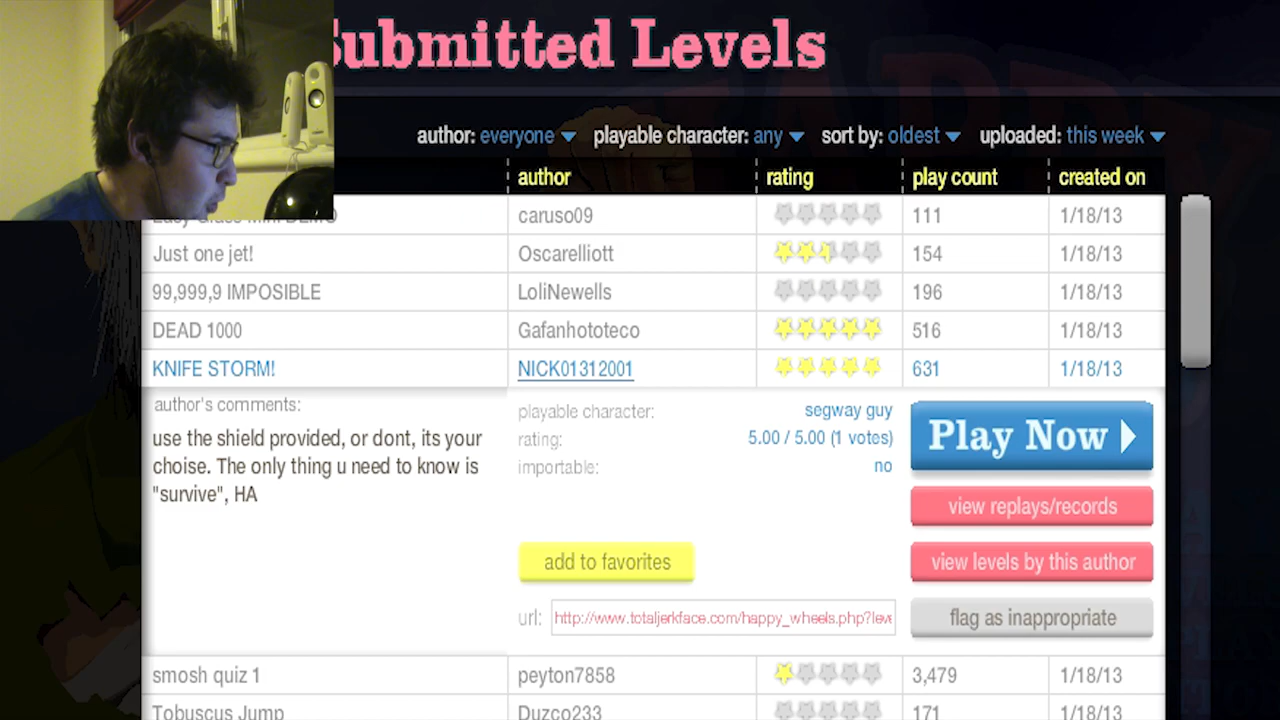 Submitted Levels
author: everyone playable character: any sort by: oldest uploaded: this week
author rating play count created on
caruso09 111 1/18/13
Just one jet! Oscarelliott 154 1/18/13
99,999,9 IMPOSIBLE LoliNewells 196 1/18/13
DEAD 1000 Gafanhototeco 516 1/18/13
KNIFE STORM! NICK01312001 631 1/18/13
author's comments:
use the shield provided, or dont, its your
choise. The only thing u need to know is
"survive", HA
playable character: segway guy
rating: 5.00 / 5.00 (1 votes)
importable: no
add to favorites
url: http://www.totaljerkface.com/happy_wheels.php?leve
Play Now
view replays/records
view levels by this author
flag as inappropriate
smosh quiz 1 peyton7858 3,479 1/18/13
Tobuscus Jump Duzco233 171 1/18/13